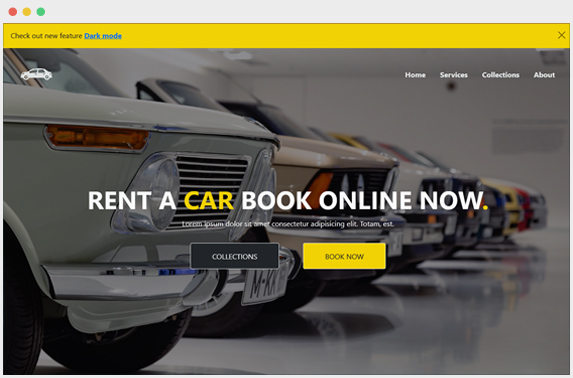 Check out new feature Dark mode
Home Services Collections About
RENT A CAR BOOK ONLINE NOW.
Lorem ipsum dolor sit amet consectetur adipisicing elit. Totam, est.
COLLECTIONS BOOK NOW